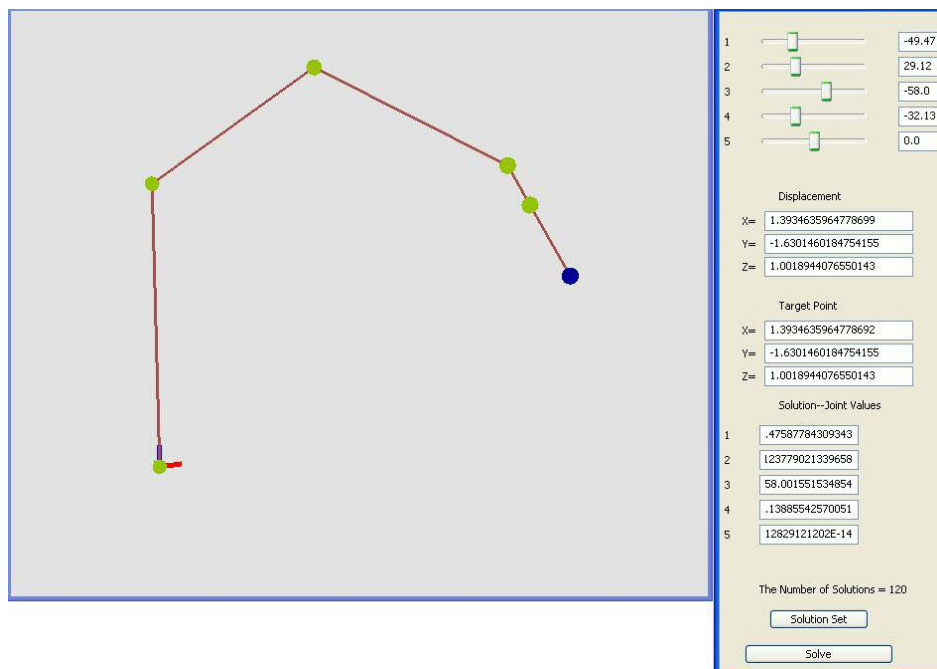 1 -49.47
2 29.12
3 -58.0
4 -32.13
5 0.0
Displacement
X= 1.3934635964778699
Y= -1.6301460184754155
Z= 1.0018944076550143
Target Point
X= 1.3934635964778692
Y= -1.6301460184754155
Z= 1.0018944076550143
Solution--Joint Values
1 .47587784309343
2 .123779021339658
3 58.001551534854
4 .13885542570051
5 12829121202E-14
The Number of Solutions = 120
Solution Set
Solve